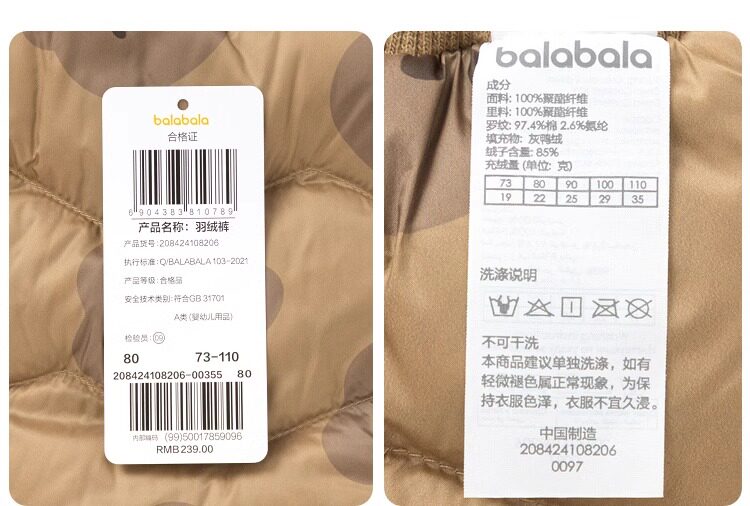 balabala
合格证
6904383810789
产品名称：羽绒裤
产品货号：208424108206
执行标准：Q/BALABALA 103-2021
产品等级：合格品
安全技术类别：符合GB 31701
A类(婴幼儿用品)
检验员：09
80 73-110
208424108206-00355 80
内部编码 (99)50017859096
RMB239.00
balabala
成分
面料：100%聚酯纤维
里料：100%聚酯纤维
罗纹：97.4%棉 2.6%氨纶
填充物：灰鸭绒
绒子含量：85%
充绒量 (单位：克)
73 80 90 100 110
19 22 25 29 35
洗涤说明
不可干洗
本商品建议单独洗涤，如有
轻微褪色属正常现象，为保
持衣服色泽，衣服不宜久浸。
中国制造
208424108206
0097